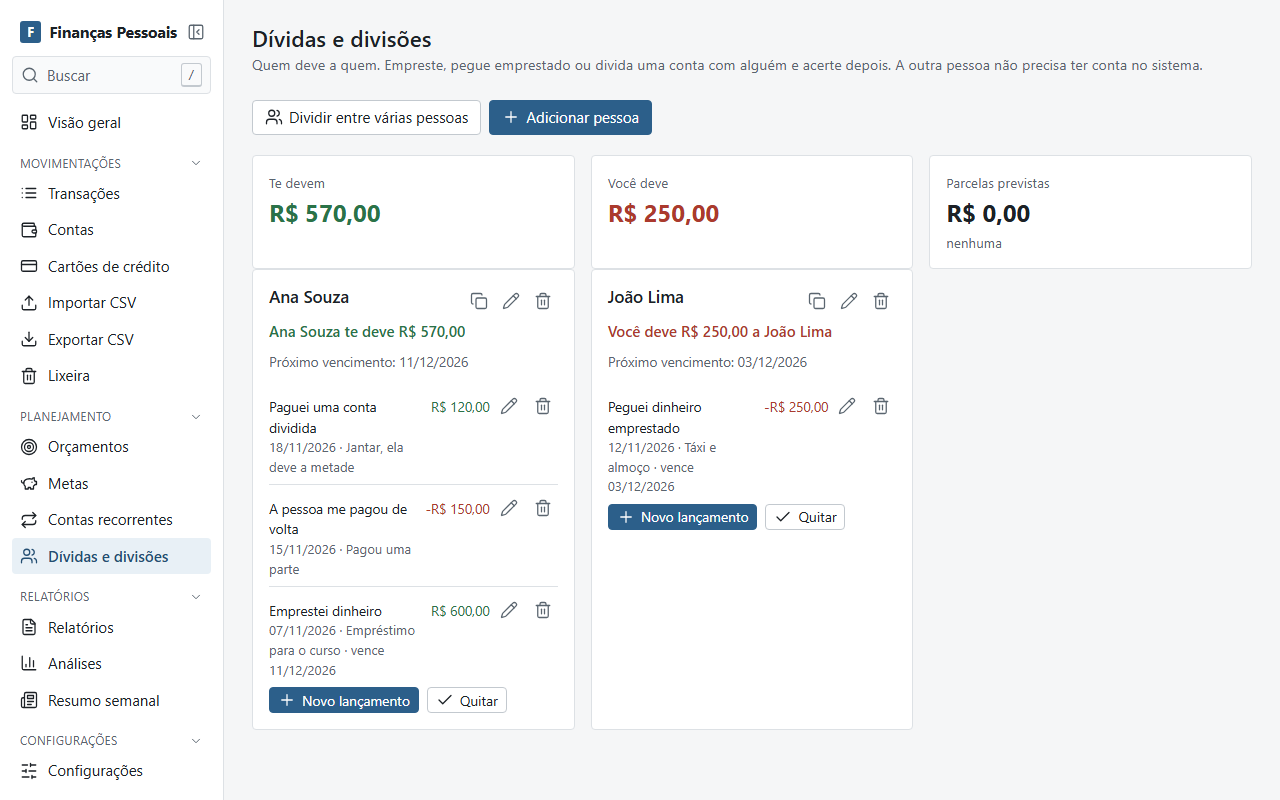 F Finanças Pessoais
Buscar /
Visão geral
MOVIMENTAÇÕES
Transações
Contas
Cartões de crédito
Importar CSV
Exportar CSV
Lixeira
PLANEJAMENTO
Orçamentos
Metas
Contas recorrentes
Dívidas e divisões
RELATÓRIOS
Relatórios
Análises
Resumo semanal
CONFIGURAÇÕES
Configurações
Dívidas e divisões
Quem deve a quem. Empreste, pegue emprestado ou divida uma conta com alguém e acerte depois. A outra pessoa não precisa ter conta no sistema.
Dividir entre várias pessoas
Adicionar pessoa
Te devem
R$ 570,00
Você deve
R$ 250,00
Parcelas previstas
R$ 0,00
nenhuma
Ana Souza
Ana Souza te deve R$ 570,00
Próximo vencimento: 11/12/2026
Paguei uma conta
dividida
R$ 120,00
18/11/2026 · Jantar, ela
deve a metade
A pessoa me pagou de
volta
-R$ 150,00
15/11/2026 · Pagou uma
parte
Emprestei dinheiro
R$ 600,00
07/11/2026 · Empréstimo
para o curso · vence
11/12/2026
Novo lançamento
Quitar
João Lima
Você deve R$ 250,00 a João Lima
Próximo vencimento: 03/12/2026
Peguei dinheiro
emprestado
-R$ 250,00
12/11/2026 · Táxi e
almoço · vence
03/12/2026
Novo lançamento
Quitar